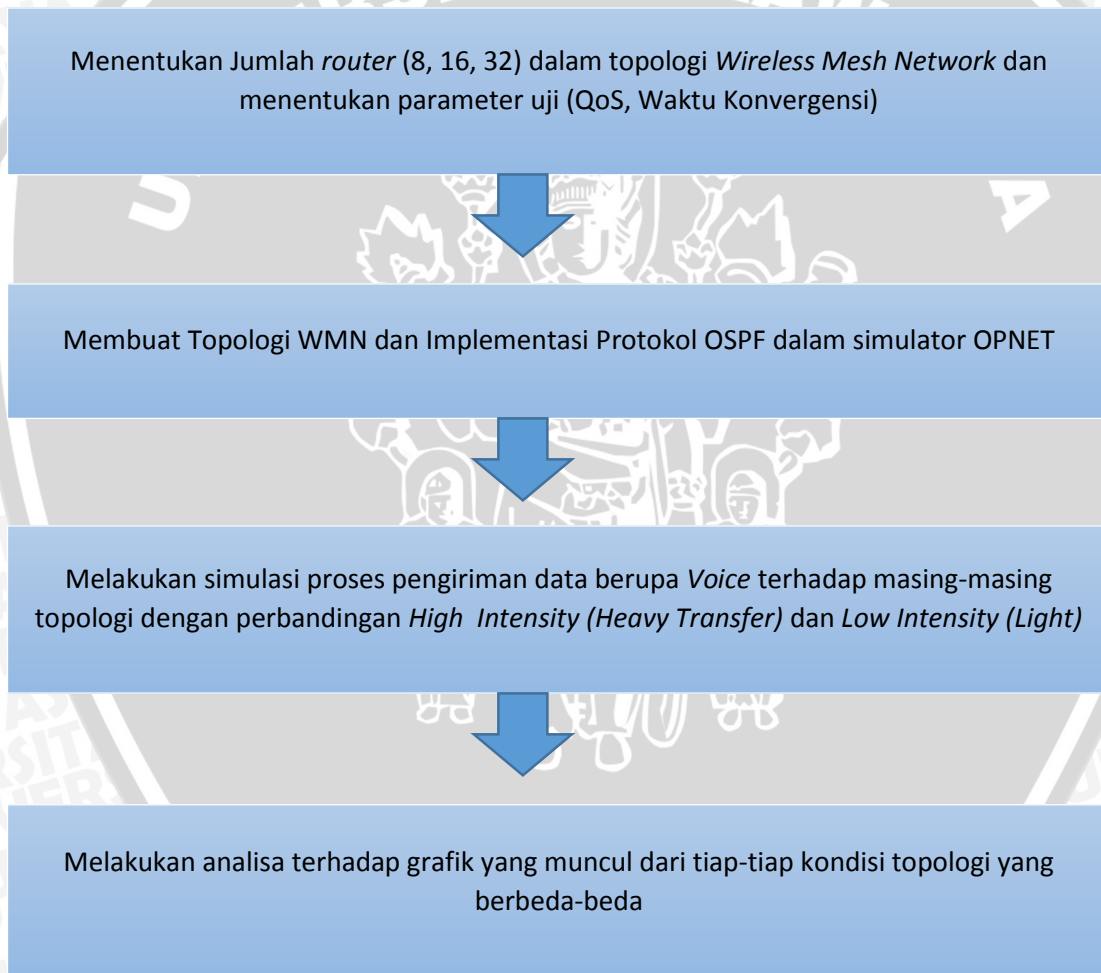 Menentukan Jumlah router (8, 16, 32) dalam topologi Wireless Mesh Network dan
menentukan parameter uji (QoS, Waktu Konvergensi)
Membuat Topologi WMN dan Implementasi Protokol OSPF dalam simulator OPNET
Melakukan simulasi proses pengiriman data berupa Voice terhadap masing-masing
topologi dengan perbandingan High  Intensity (Heavy Transfer) dan Low Intensity (Light)
Melakukan analisa terhadap grafik yang muncul dari tiap-tiap kondisi topologi yang
berbeda-beda